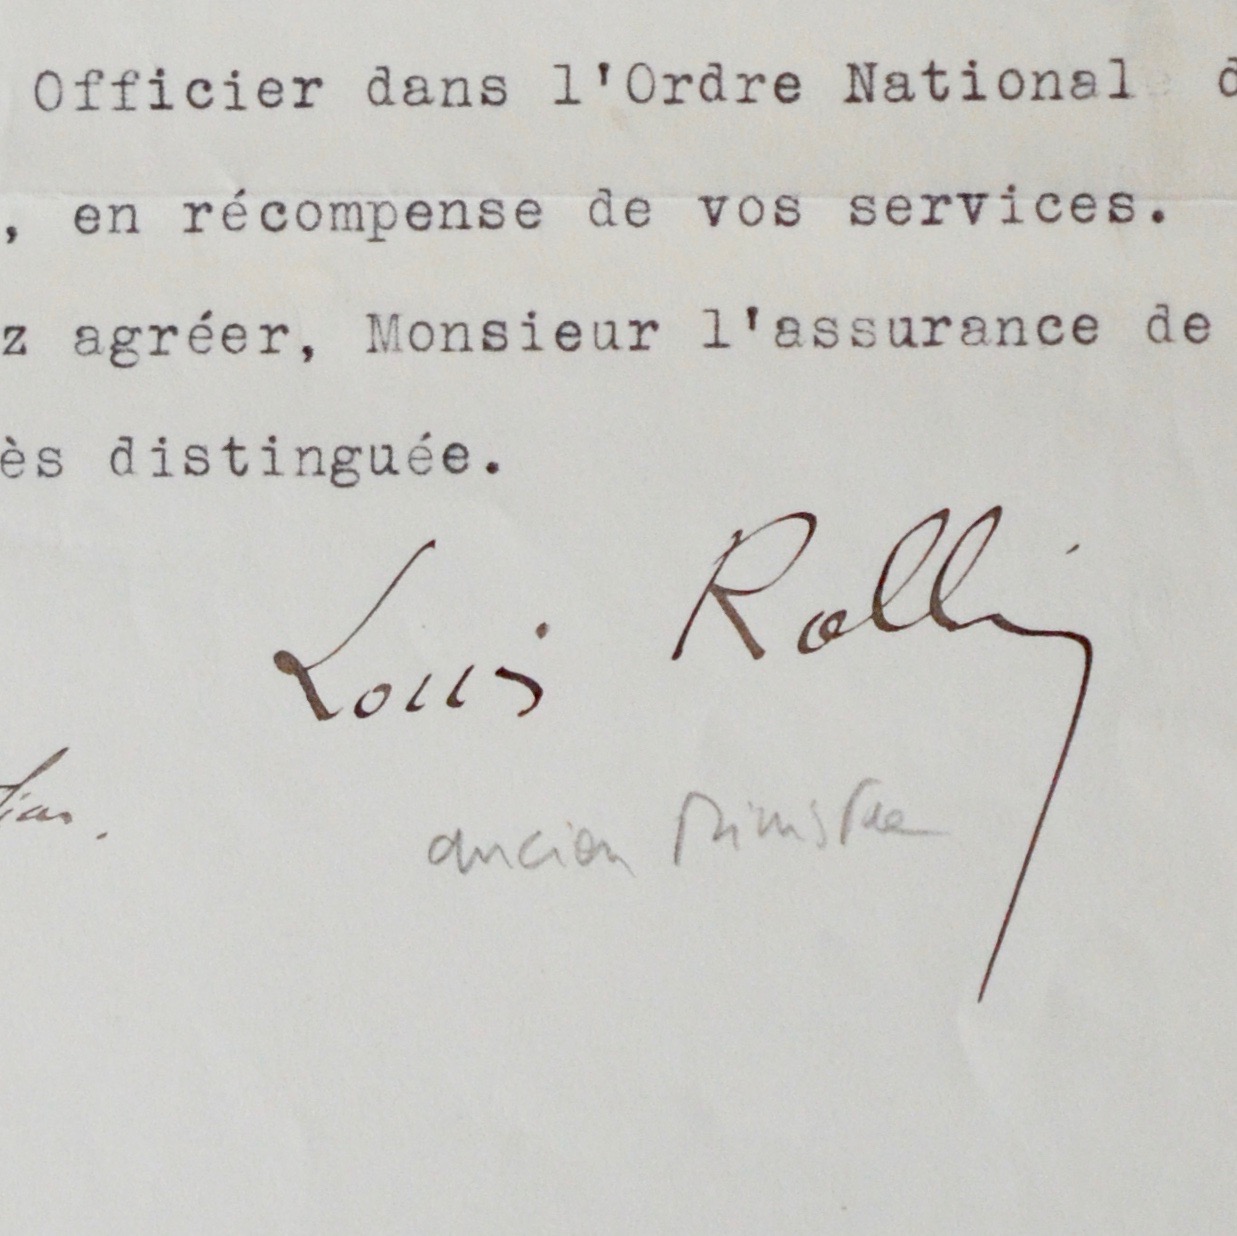 Officier dans l'Ordre National d
, en récompense de vos services.
z agréer, Monsieur l'assurance de
ès distinguée.
Louis Rollin
ancien Ministre